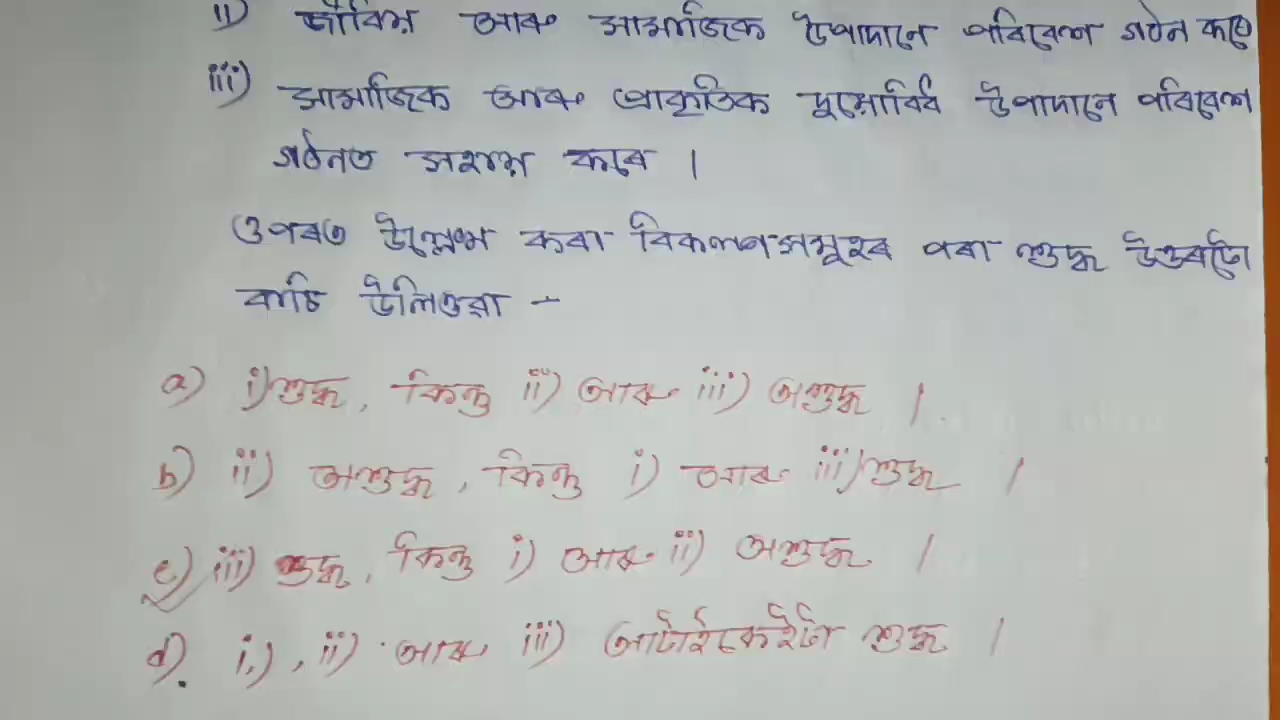 ii) জৈৱিয় আৰু সামাজিক উপাদানে পৰিবেশ গঠন কৰে
iii) সামাজিক আৰু প্ৰাকৃতিক দুয়োবিধ উপাদানে পৰিবেশ
গঠনত সহায় কৰে ।
ওপৰত উল্লেখ কৰা বিকল্পসমূহৰ পৰা শুদ্ধ উত্তৰটো
বাচি উলিওৱা –
a) i) শুদ্ধ, কিন্তু ii) আৰু iii) অশুদ্ধ ।
b) ii) অশুদ্ধ, কিন্তু i) আৰু iii) শুদ্ধ ।
c) iii) শুদ্ধ, কিন্তু i) আৰু ii) অশুদ্ধ ।
d) i), ii) আৰু iii) আটাইকেইটা শুদ্ধ ।